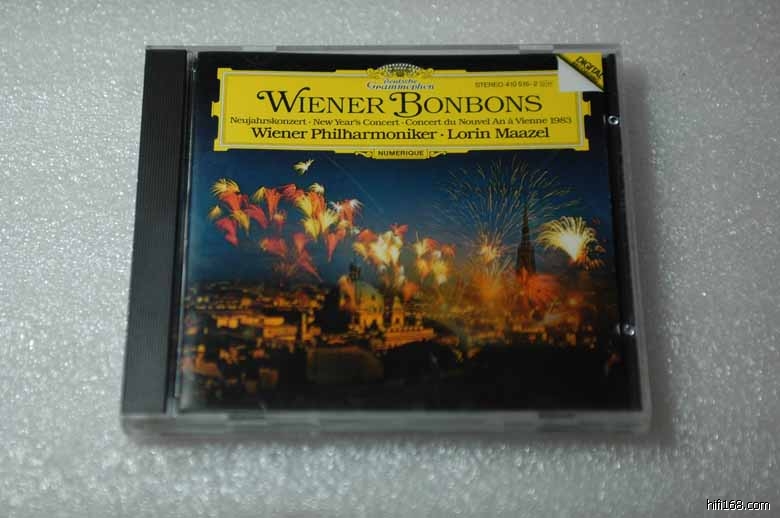 Deutsche
Grammophon
STEREO 410 516-2
DIGITAL
WIENER BONBONS
Neujahrskonzert · New Year's Concert · Concert du Nouvel An à Vienne 1983
Wiener Philharmoniker · Lorin Maazel
NUMERIQUE
hifi168.com